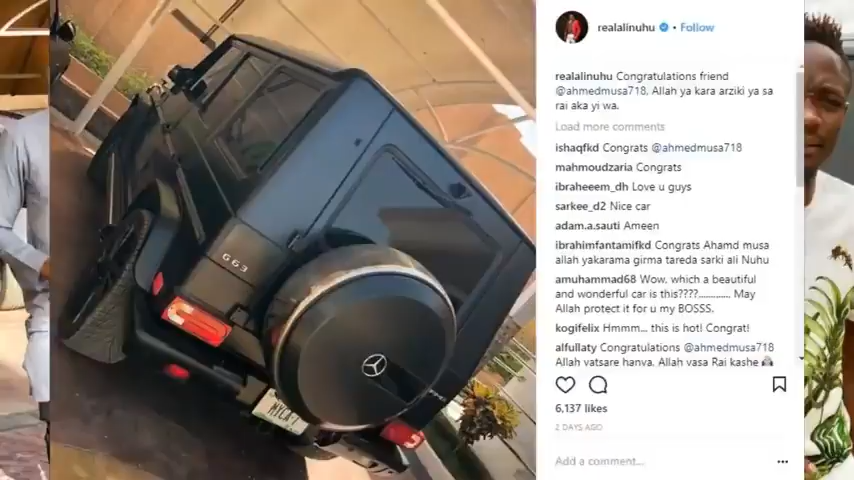 realalinuhu • Follow
realalinuhu Congratulations friend
@ahmedmusa718, Allah ya kara arziki ya sa
rai aka yi wa.
Load more comments
ishaqfkd Congrats @ahmedmusa718
mahmoudzaria Congrats
ibraheeem_dh Love u guys
sarkee_d2 Nice car
adam.a.sauti Ameen
ibrahimfantamifkd Congrats Ahamd musa
allah yakarama girma tareda sarki ali Nuhu
amuhammad68 Wow. which a beautiful
and wonderful car is this????............. May
Allah protect it for u my BOSSS.
kogifelix Hmmm... this is hot! Congrat!
alfullaty Congratulations @ahmedmusa718
Allah yatsare hanya. Allah yasa Rai kashe
6,137 likes
2 DAYS AGO
Add a comment...
G63